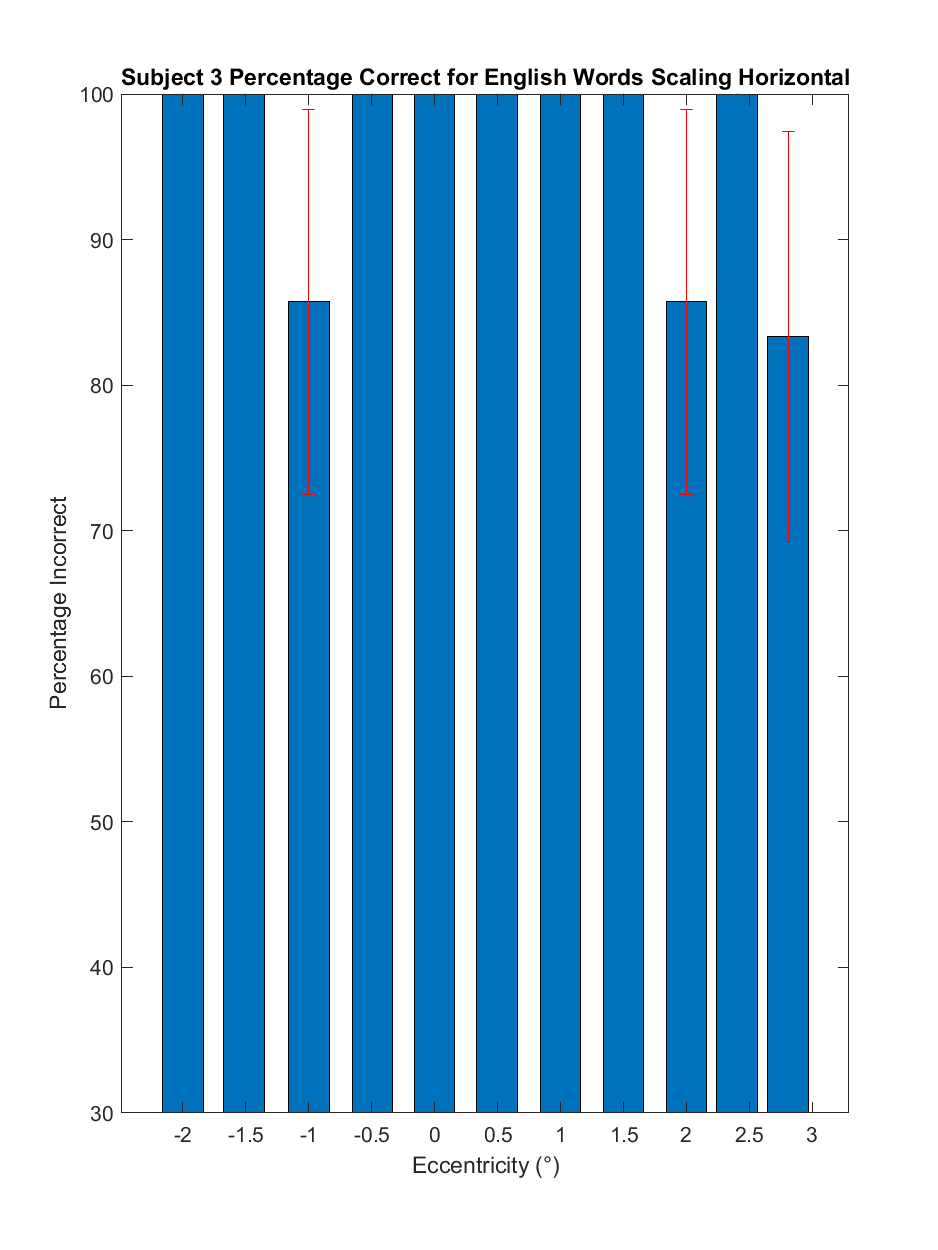 Subject 3 Percentage Correct for English Words Scaling Horizontal
100
90
80
70
60
50
40
30
Percentage Incorrect
-2 -1.5 -1 -0.5 0 0.5 1 1.5 2 2.5 3
Eccentricity (°)